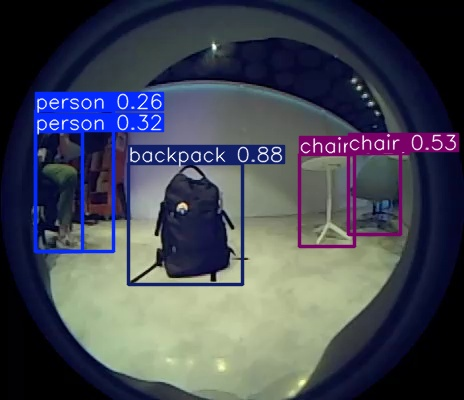 person 0.26
person 0.32
backpack 0.88
chair
chair 0.53